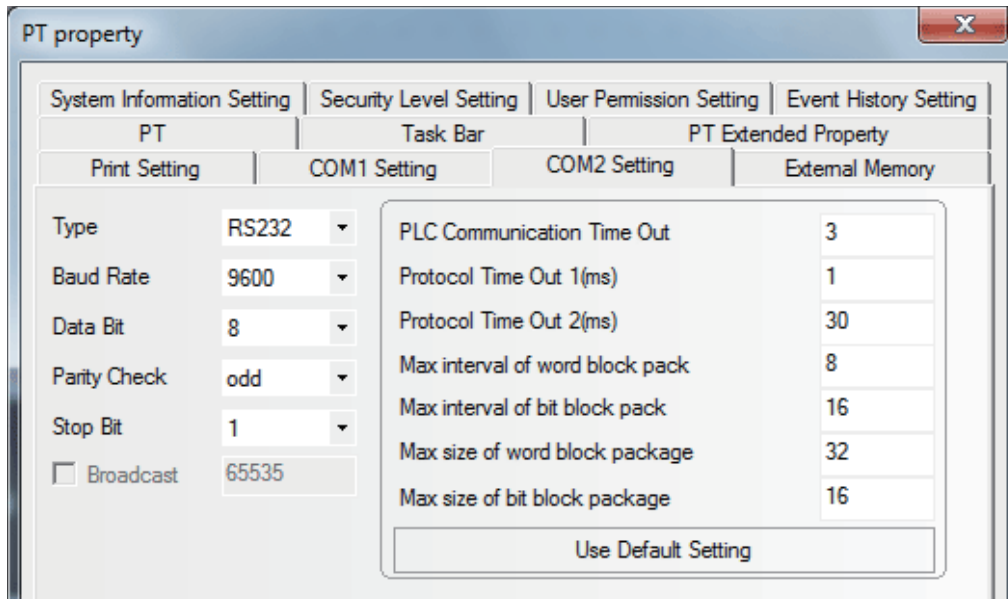 PT property
System Information Setting Security Level Setting User Permission Setting Event History Setting
PT Task Bar PT Extended Property
Print Setting COM1 Setting COM2 Setting External Memory
Type RS232
Baud Rate 9600
Data Bit 8
Parity Check odd
Stop Bit 1
Broadcast 65535
PLC Communication Time Out 3
Protocol Time Out 1(ms) 1
Protocol Time Out 2(ms) 30
Max interval of word block pack 8
Max interval of bit block pack 16
Max size of word block package 32
Max size of bit block package 16
Use Default Setting